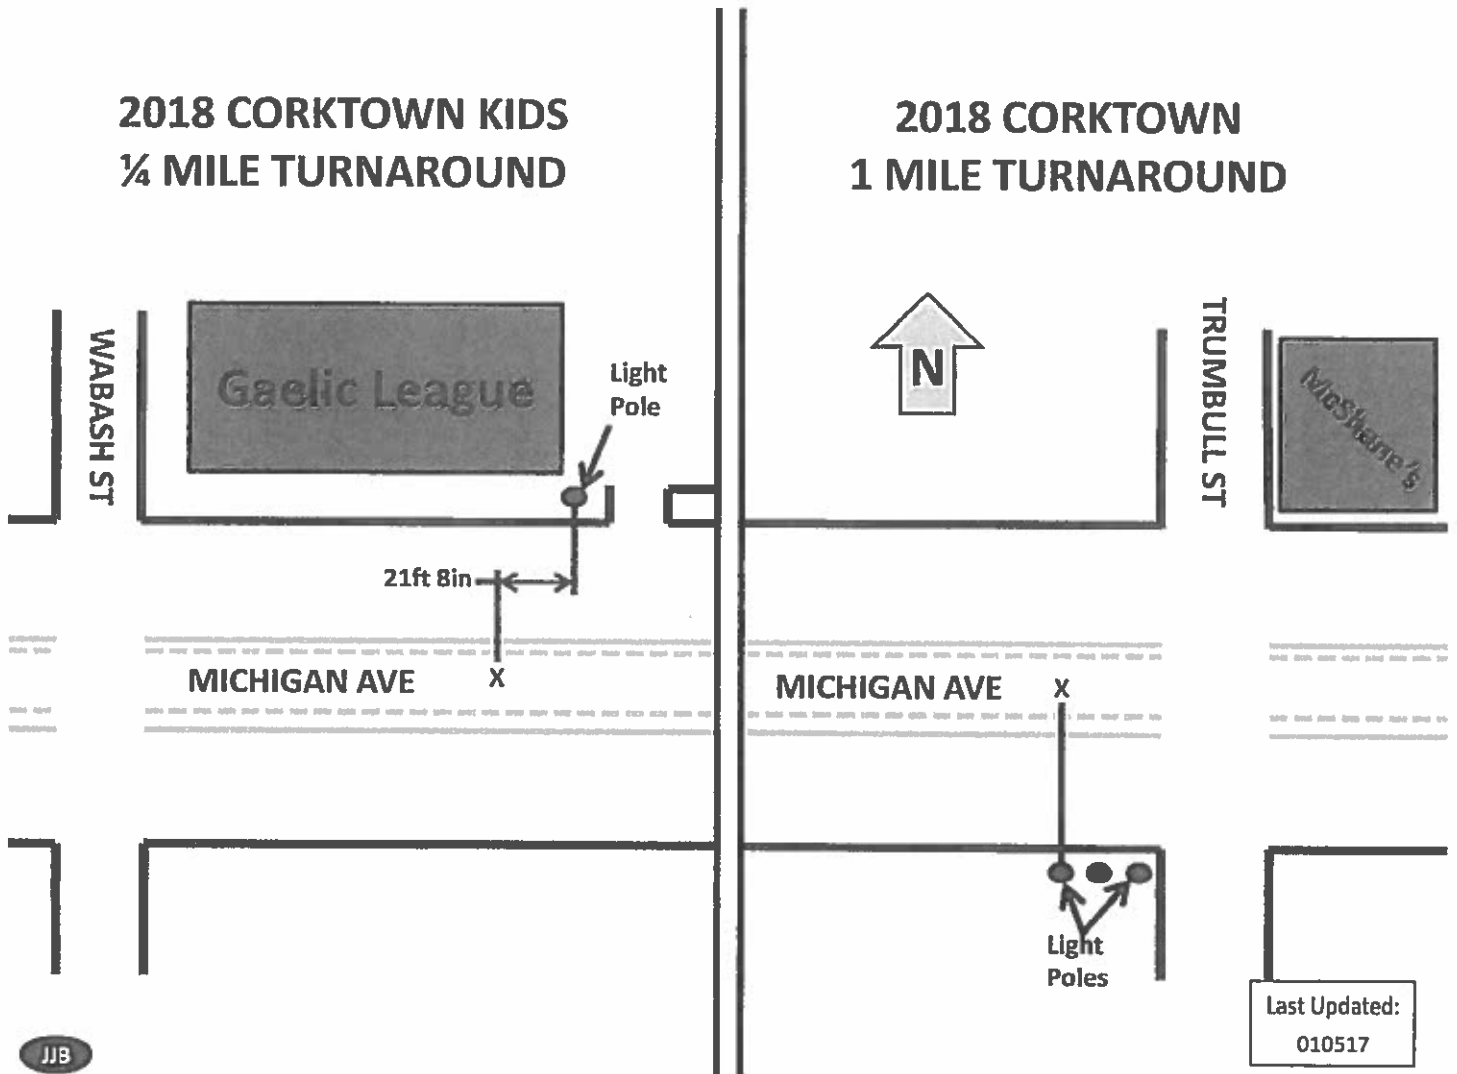 2018 CORKTOWN KIDS
¼ MILE TURNAROUND
WABASH ST
Gaelic League
Light
Pole
21ft 8in
MICHIGAN AVE
X
JJB
2018 CORKTOWN
1 MILE TURNAROUND
N
TRUMBULL ST
McShane's
MICHIGAN AVE
X
Light
Poles
Last Updated:
010517